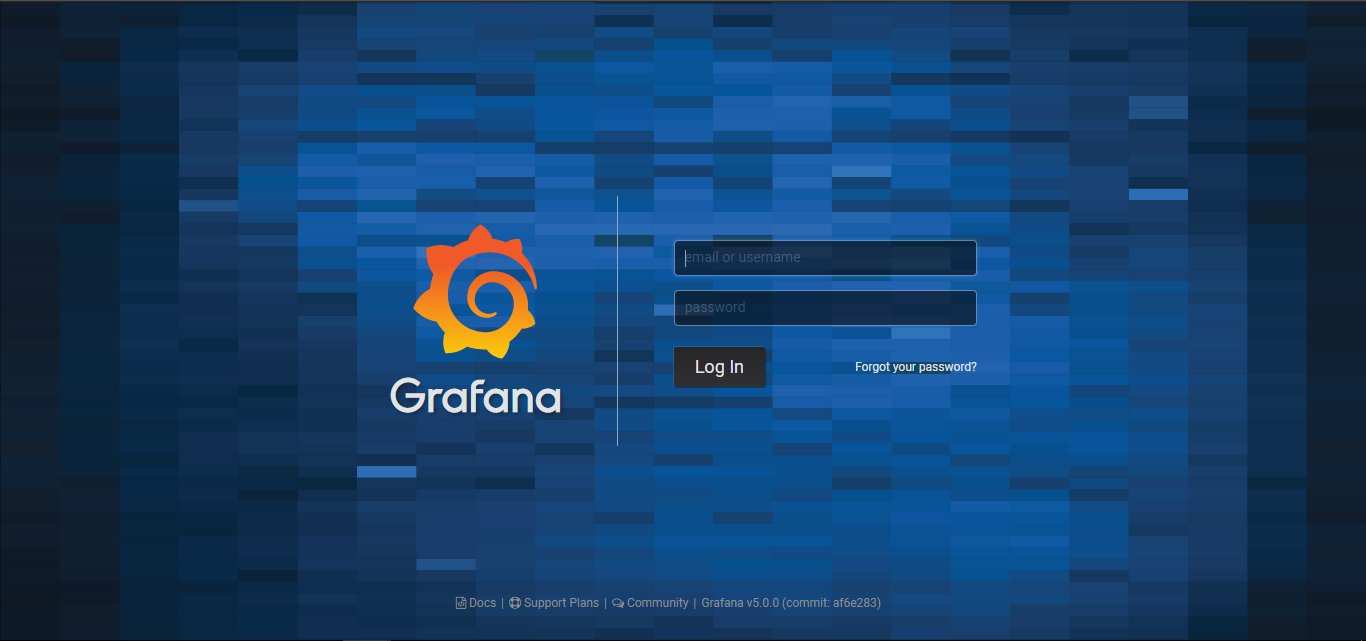 Grafana
email or username
password
Log In
Forgot your password?
Docs | Support Plans | Community | Grafana v5.0.0 (commit: af6e283)